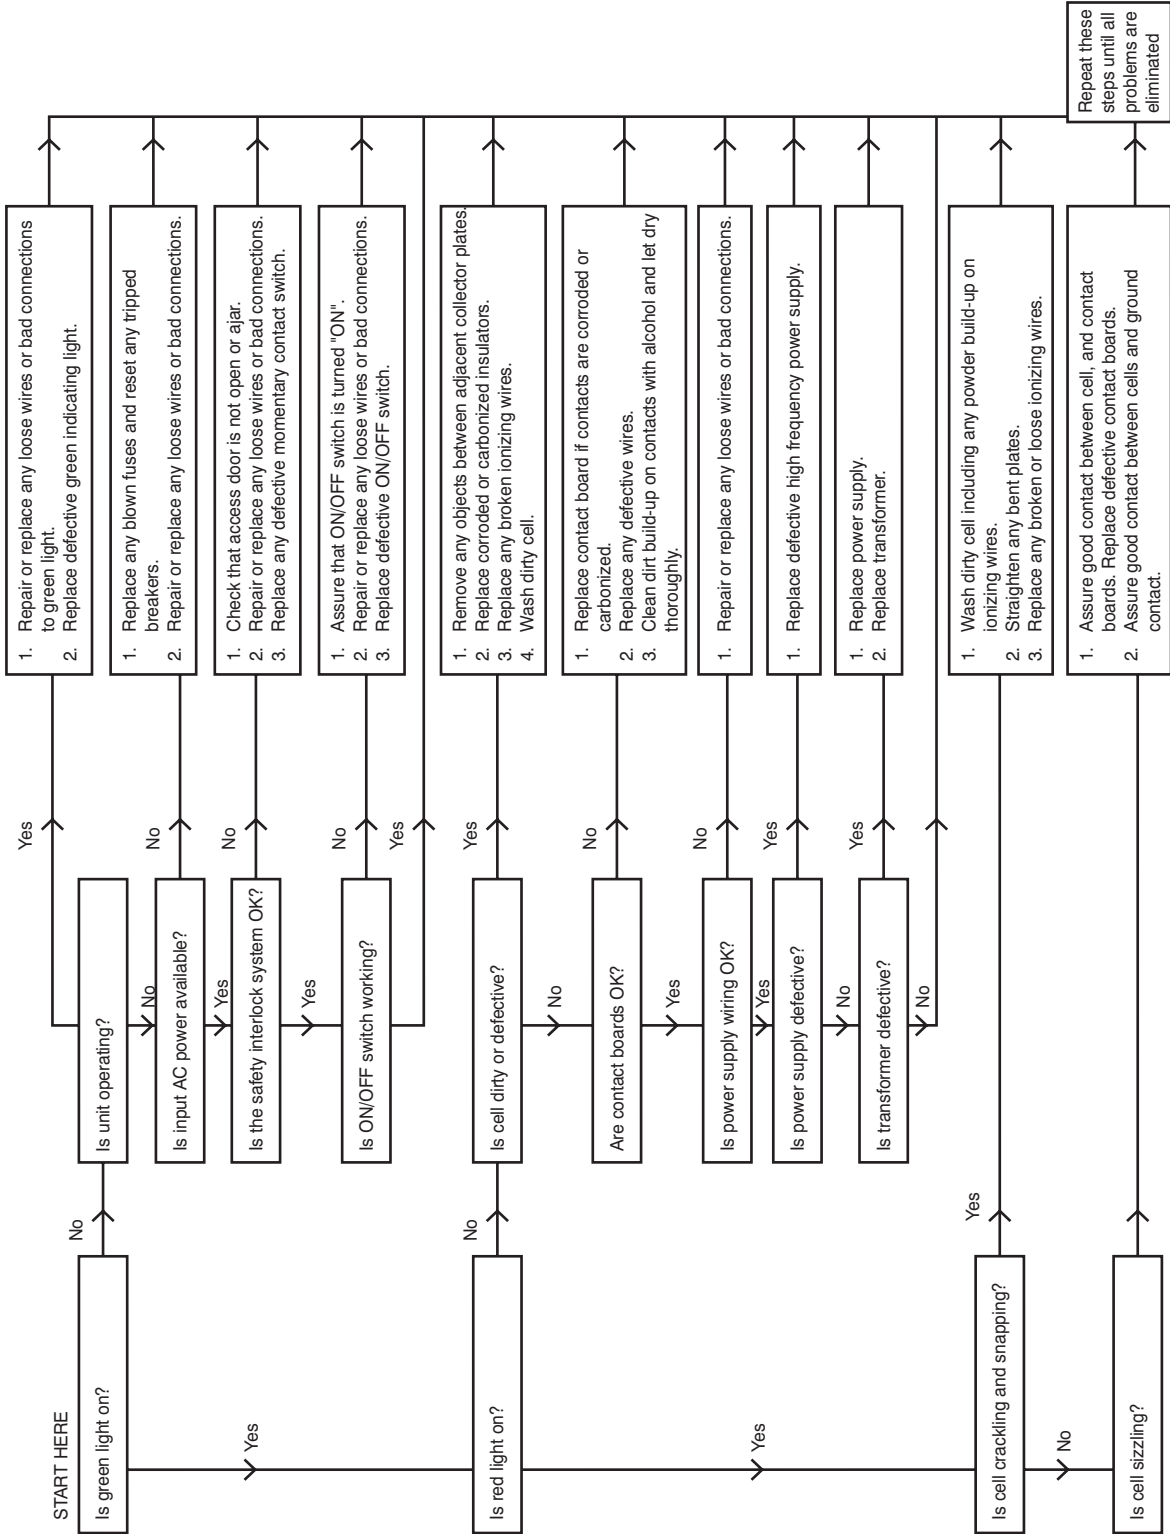 START HERE
Is green light on?
No
Yes
Is unit operating?
Yes
1. Repair or replace any loose wires or bad connections
to green light.
2. Replace defective green indicating light.
No
Is input AC power available?
No
1. Replace any blown fuses and reset any tripped
breakers.
2. Repair or replace any loose wires or bad connections.
Yes
Is the safety interlock system OK?
No
1. Check that access door is not open or ajar.
2. Repair or replace any loose wires or bad connections.
3. Replace any defective momentary contact switch.
Yes
Is ON/OFF switch working?
No
1. Assure that ON/OFF switch is turned "ON".
2. Repair or replace any loose wires or bad connections.
3. Replace defective ON/OFF switch.
Yes
Is red light on?
No
Yes
Is cell dirty or defective?
Yes
1. Remove any objects between adjacent collector plates.
2. Replace corroded or carbonized insulators.
3. Replace any broken ionizing wires.
4. Wash dirty cell.
No
Are contact boards OK?
No
1. Replace contact board if contacts are corroded or
carbonized.
2. Replace any defective wires.
3. Clean dirt build-up on contacts with alcohol and let dry
thoroughly.
Yes
Is power supply wiring OK?
No
1. Repair or replace any loose wires or bad connections.
Yes
Is power supply defective?
Yes
1. Replace defective high frequency power supply.
No
Is transformer defective?
Yes
1. Replace power supply.
2. Replace transformer.
No
Is cell crackling and snapping?
Yes
1. Wash dirty cell including any powder build-up on
ionizing wires.
2. Straighten any bent plates.
3. Replace any broken or loose ionizing wires.
No
Is cell sizzling?
1. Assure good contact between cell, and contact
boards. Replace defective contact boards.
2. Assure good contact between cells and ground
contact.
Repeat these
steps until all
problems are
eliminated